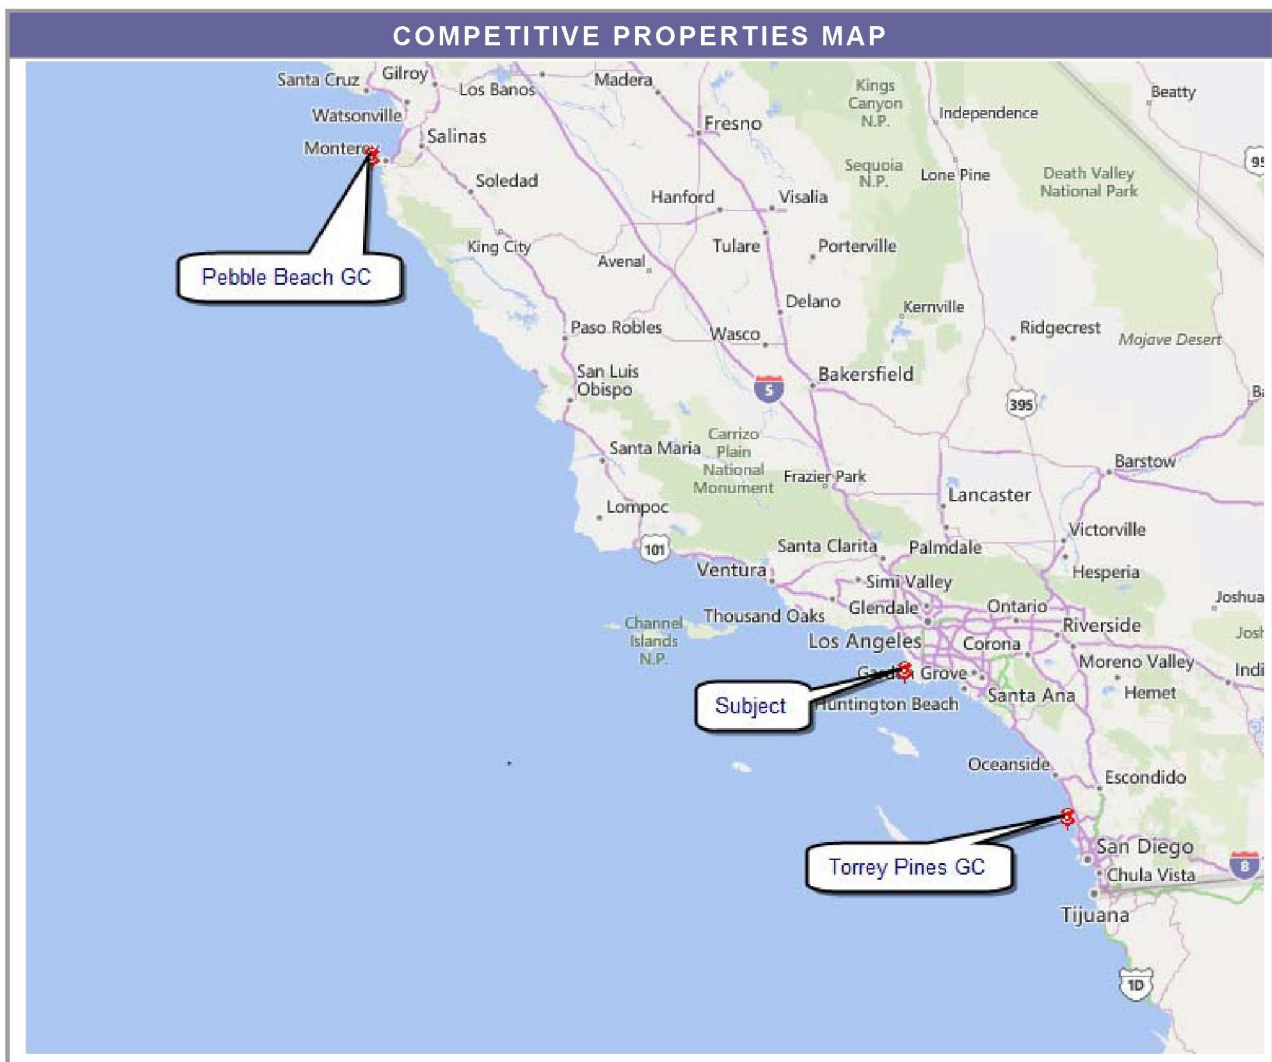 COMPETITIVE PROPERTIES MAP
Santa Cruz
Gilroy
Los Banos
Madera
Kings
Canyon
N.P.
Beatty
Watsonville
Independence
Fresno
Salinas
Monterey
95
Sequoia
N.P.
Lone Pine
Death Valley
National Park
Soledad
Hanford
Visalia
King City
Tulare
Porterville
Avenal
Pebble Beach GC
Delano
Kernville
Paso Robles
Wasco
Ridgecrest
Mojave Desert
San Luis
Obispo
5
Bakersfield
395
Ba
Santa Maria
Carrizo
Plain
National
Monument
Frazier Park
Barstow
Lancaster
Lompoc
Victorville
101
Santa Clarita
Palmdale
Ventura
Simi Valley
Hesperia
Thousand Oaks
Glendale
Ontario
Joshua
Channel
Islands
N.P.
Los Angeles
Corona
Riverside
Josh
Garden Grove
Moreno Valley
Indi
Subject
Huntington Beach
Santa Ana
Hemet
Oceanside
Escondido
Torrey Pines GC
San Diego
8
Chula Vista
Tijuana
1D